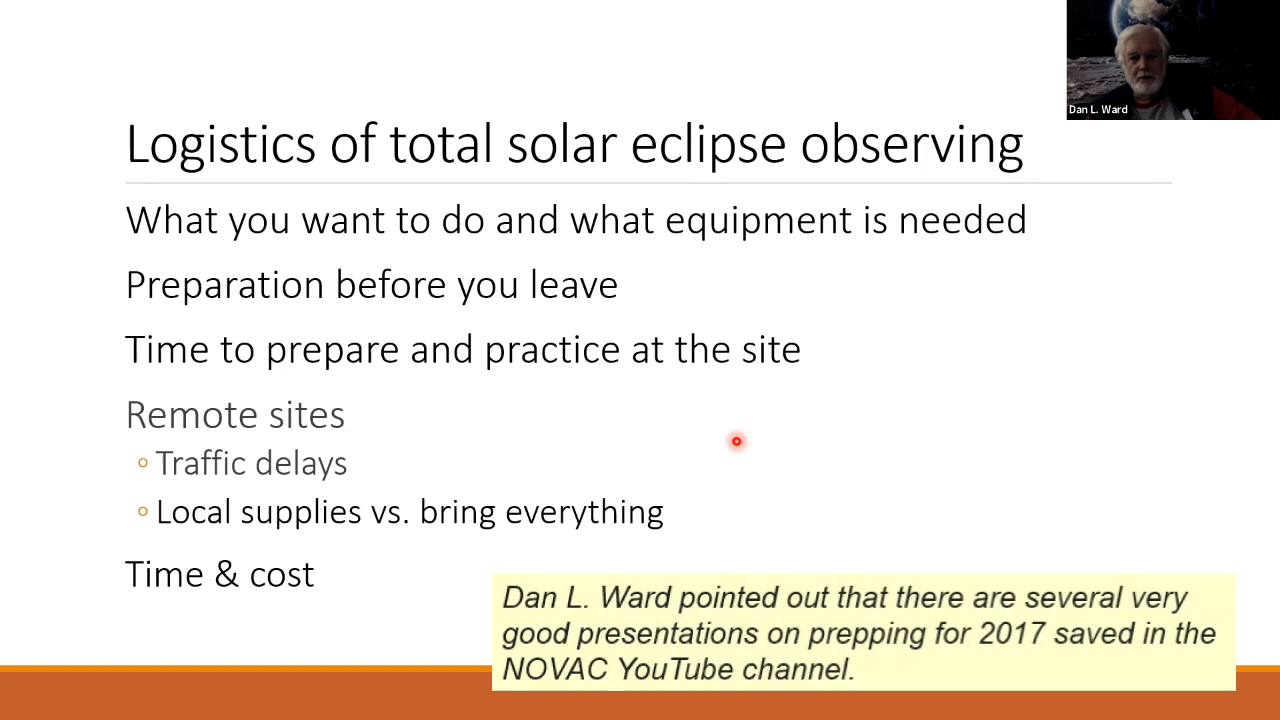 Dan L. Ward
Logistics of total solar eclipse observing
What you want to do and what equipment is needed
Preparation before you leave
Time to prepare and practice at the site
Remote sites
Traffic delays
Local supplies vs. bring everything
Time & cost
Dan L. Ward pointed out that there are several very
good presentations on prepping for 2017 saved in the
NOVAC YouTube channel.